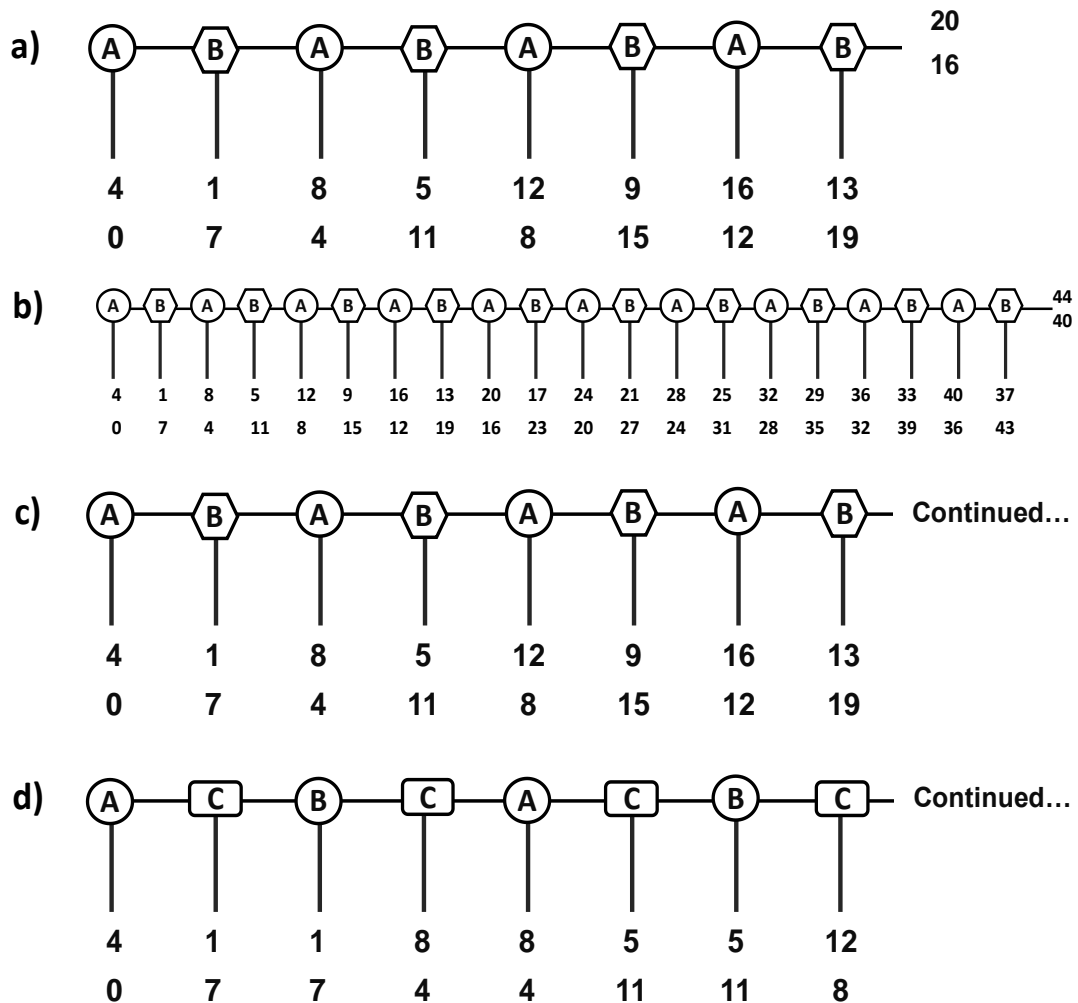 a) A B A B A B A B 20
16
4 1 8 5 12 9 16 13
0 7 4 11 8 15 12 19
b) A B A B A B A B A B A B A B A B A B A B 44
40
4 1 8 5 12 9 16 13 20 17 24 21 28 25 32 29 36 33 40 37
0 7 4 11 8 15 12 19 16 23 20 27 24 31 28 35 32 39 36 43
c) A B A B A B A B Continued...
4 1 8 5 12 9 16 13
0 7 4 11 8 15 12 19
d) A C B C A C B C Continued...
4 1 1 8 8 5 5 12
0 7 7 4 4 11 11 8